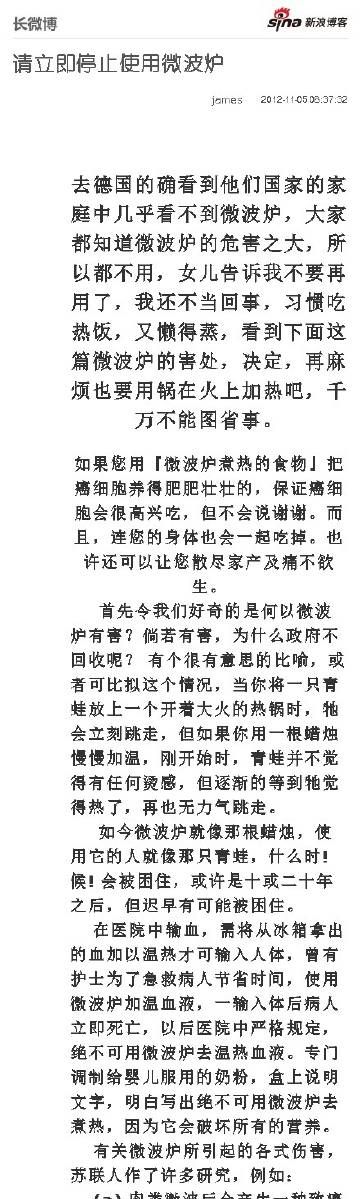 长微博
sina 新浪博客
请立即停止使用微波炉
james 2012-11-05 08:37:32
去德国的确看到他们国家的家
庭中几乎看不到微波炉，大家
都知道微波炉的危害之大，所
以都不用，女儿告诉我不要再
用了，我还不当回事，习惯吃
热饭，又懒得蒸，看到下面这
篇微波炉的害处，决定，再麻
烦也要用锅在火上加热吧，千
万不能图省事。
如果您用『微波炉煮热的食物』把
癌细胞养得肥肥壮壮的，保证癌细
胞会很高兴吃，但不会说谢谢。而
且，连您的身体也会一起吃掉。也
许还可以让您散尽家产及痛不欲
生。
首先令我们好奇的是何以微波
炉有害？倘若有害，为什么政府不
回收呢？ 有个很有意思的比喻，或
者可比拟这个情况，当你将一只青
蛙放上一个开着大火的热锅时，牠
会立刻跳走，但如果你用一根蜡烛
慢慢加温，刚开始时，青蛙并不觉
得有任何烫感，但逐渐的等到牠觉
得热了，再也无力气跳走。
如今微波炉就像那根蜡烛，使
用它的人就像那只青蛙，什么时!
候! 会被困住，或许是十或二十年
之后，但迟早有可能被困住。
在医院中输血，需将从冰箱拿出
的血加以温热才可输入人体，曾有
护士为了急救病人节省时间，使用
微波炉加温血液，一输入体后病人
立即死亡，以后医院中严格规定，
绝不可用微波炉去温热血液。专门
调制给婴儿服用的奶粉，盒上说明
文字，明白写出绝不可用微波炉去
煮热，因为它会破坏所有的营养。
有关微波炉所引起的各式伤害，
苏联人作了许多研究，例如：
(a) 肉类微波后会产生一种致癌